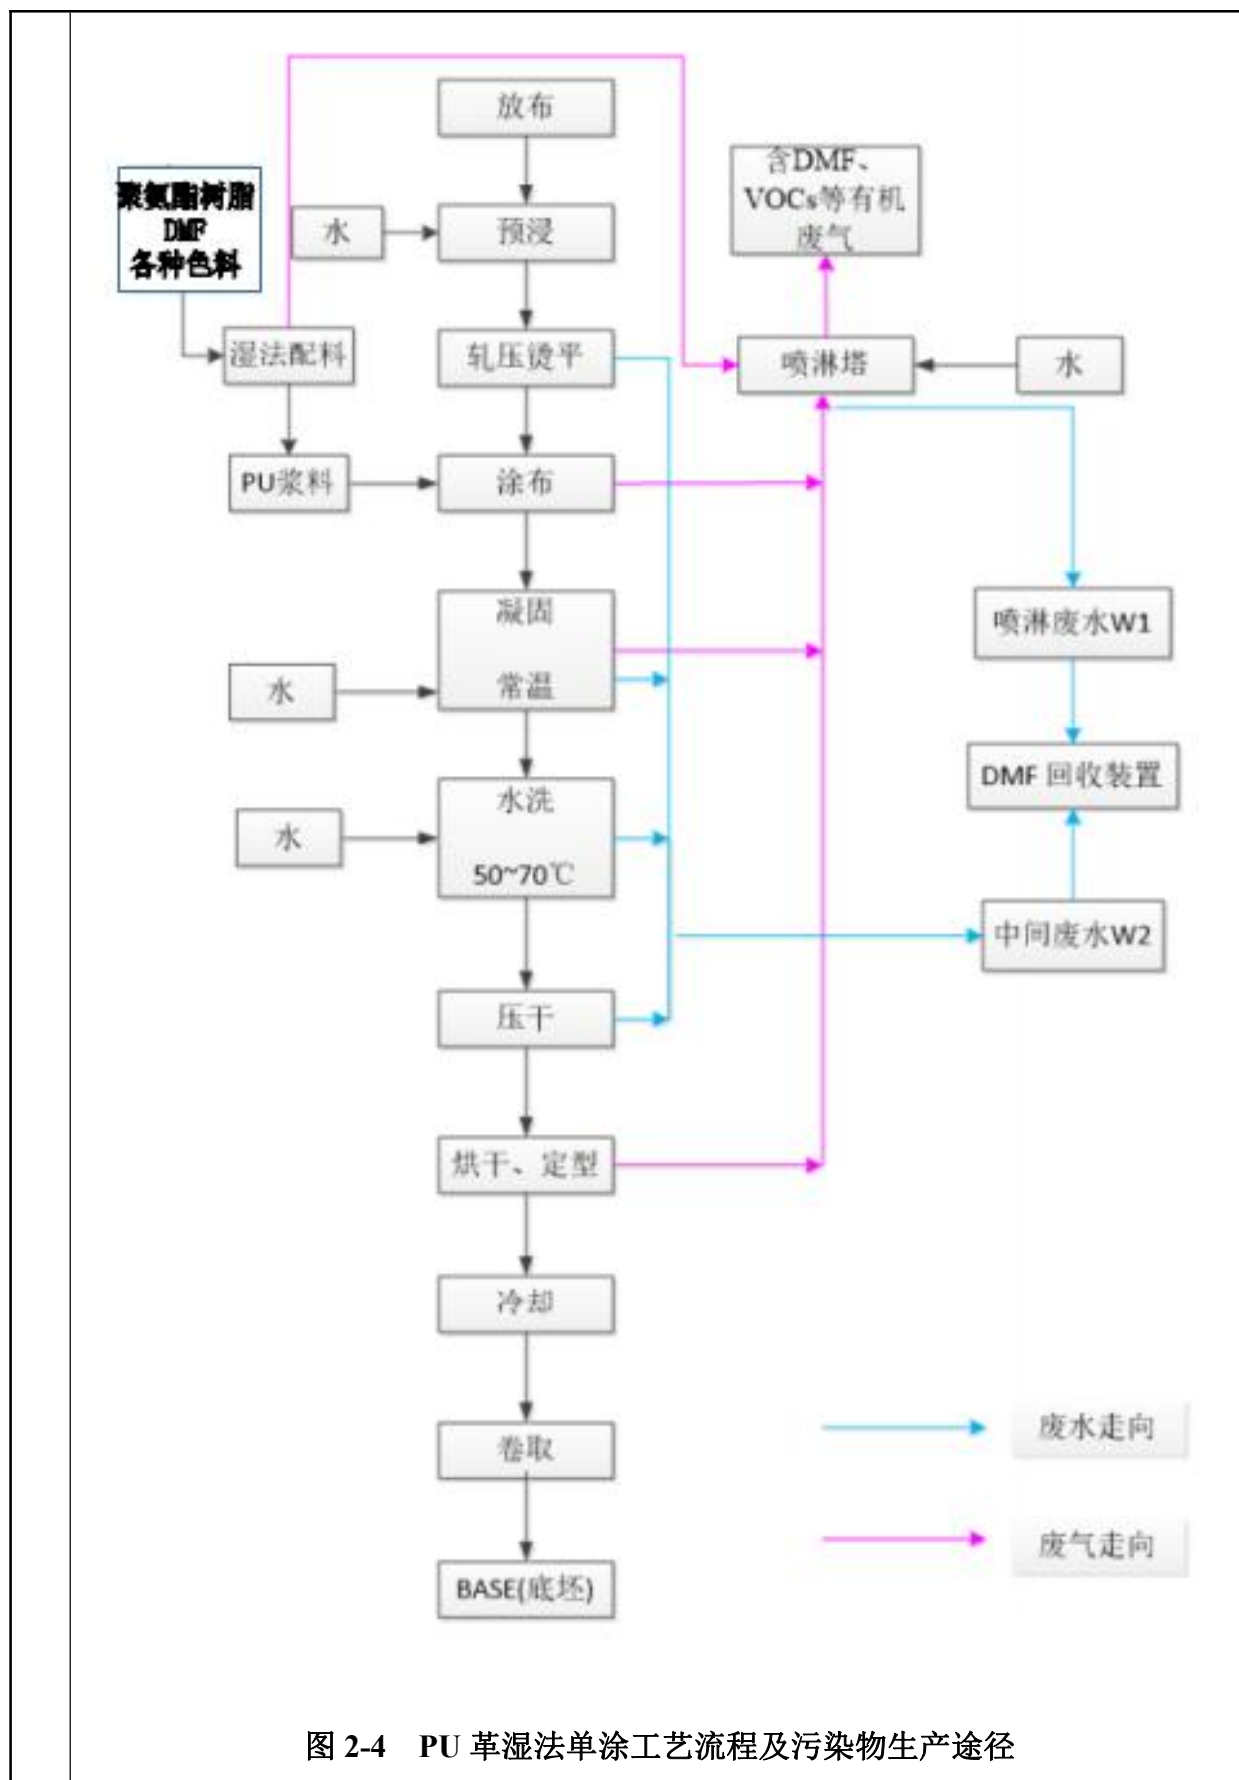 放布
含DMF、
VOCs等有机
废气
聚氨酯树脂
DMF
各种色料
水
预浸
湿法配料
轧压烫平
喷淋塔
水
PU浆料
涂布
凝固
常温
水
喷淋废水W1
水洗
50~70℃
水
DMF 回收装置
中间废水W2
压干
烘干、定型
冷却
卷取
废水走向
废气走向
BASE(底坯)
图 2-4 PU 革湿法单涂工艺流程及污染物生产途径